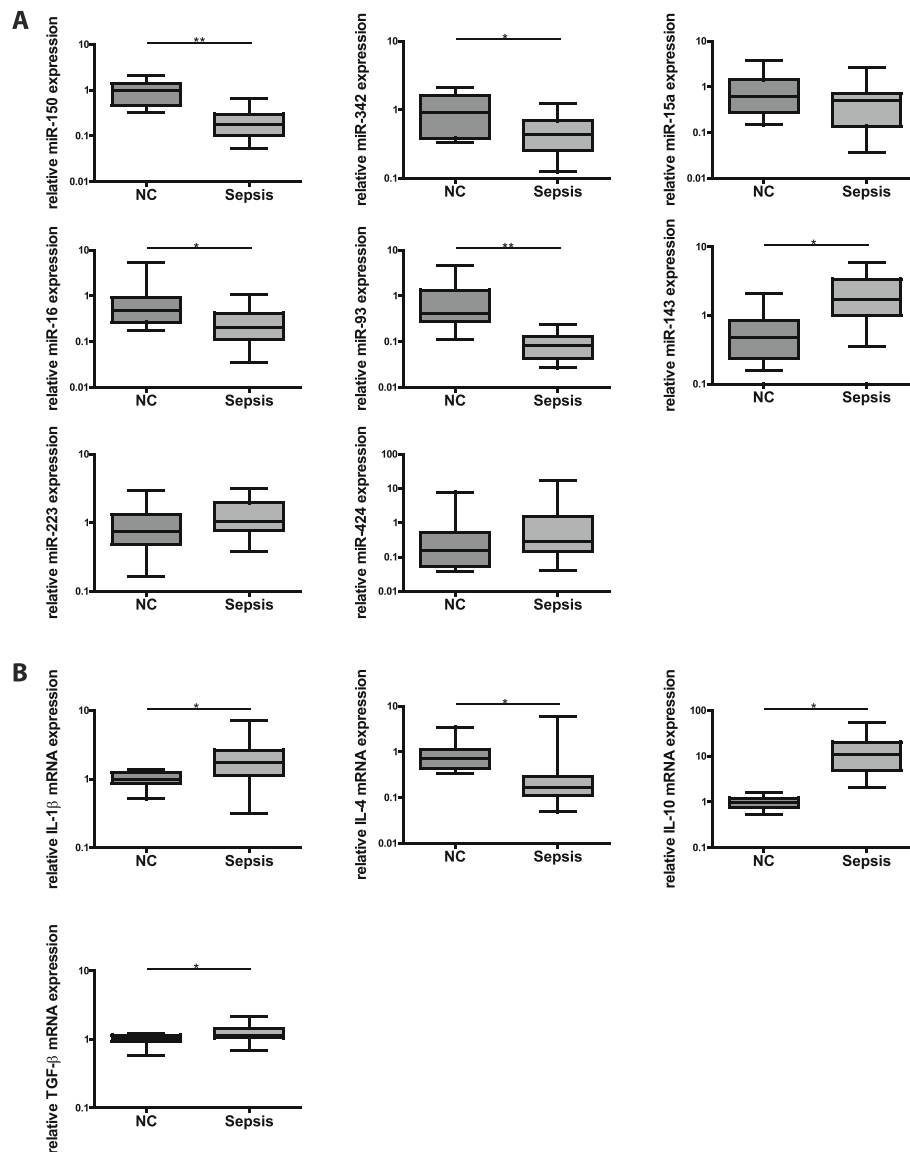 A
relative miR-150 expression
10
1
0.1
0.01
**
NC Sepsis
relative miR-342 expression
10
1
0.1
*
NC Sepsis
relative miR-15a expression
10
1
0.1
0.01
NC Sepsis
relative miR-16 expression
10
1
0.1
0.01
*
NC Sepsis
relative miR-93 expression
10
1
0.1
0.01
**
NC Sepsis
relative miR-143 expression
10
1
0.1
*
NC Sepsis
relative miR-223 expression
10
1
0.1
NC Sepsis
relative miR-424 expression
100
10
1
0.1
0.01
NC Sepsis
B
relative IL-1β mRNA expression
10
1
0.1
*
NC Sepsis
relative IL-4 mRNA expression
10
1
0.1
0.01
*
NC Sepsis
relative IL-10 mRNA expression
100
10
1
0.1
*
NC Sepsis
relative TGF-β mRNA expression
10
1
0.1
*
NC Sepsis